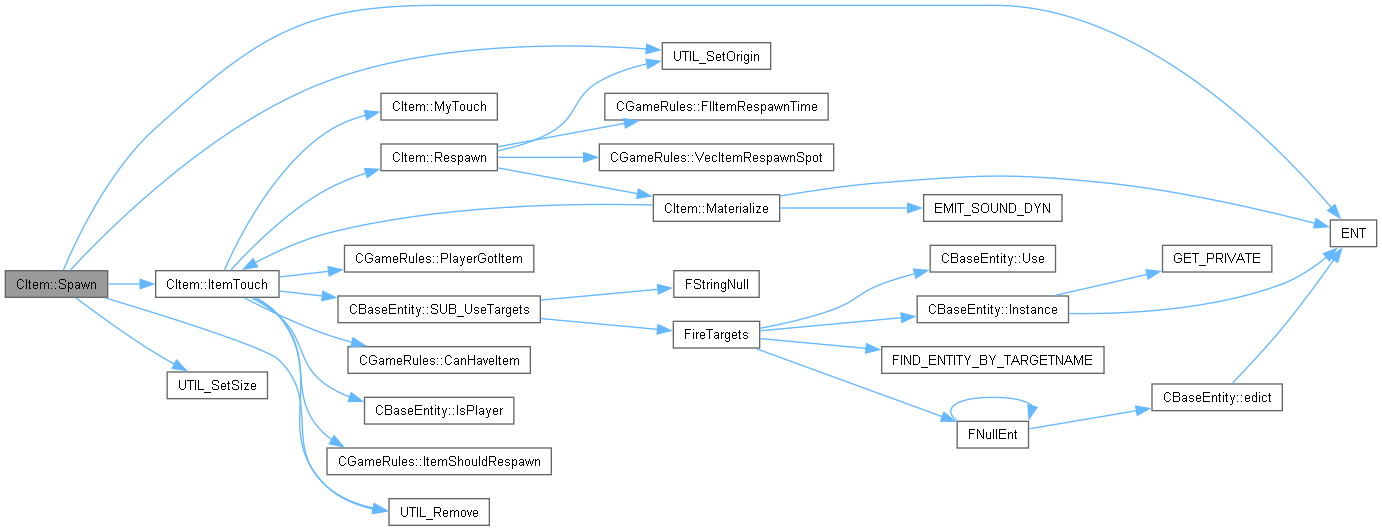 CItem::Spawn
UTIL_SetOrigin
CItem::MyTouch
CGameRules::FlItemRespawnTime
CItem::Respawn
CGameRules::VecItemRespawnSpot
CItem::Materialize
EMIT_SOUND_DYN
ENT
CItem::ItemTouch
CGameRules::PlayerGotItem
CBaseEntity::SUB_UseTargets
FStringNull
FireTargets
CBaseEntity::Use
GET_PRIVATE
CBaseEntity::Instance
FIND_ENTITY_BY_TARGETNAME
CBaseEntity::edict
FNullEnt
CGameRules::CanHaveItem
UTIL_SetSize
CBaseEntity::IsPlayer
CGameRules::ItemShouldRespawn
UTIL_Remove